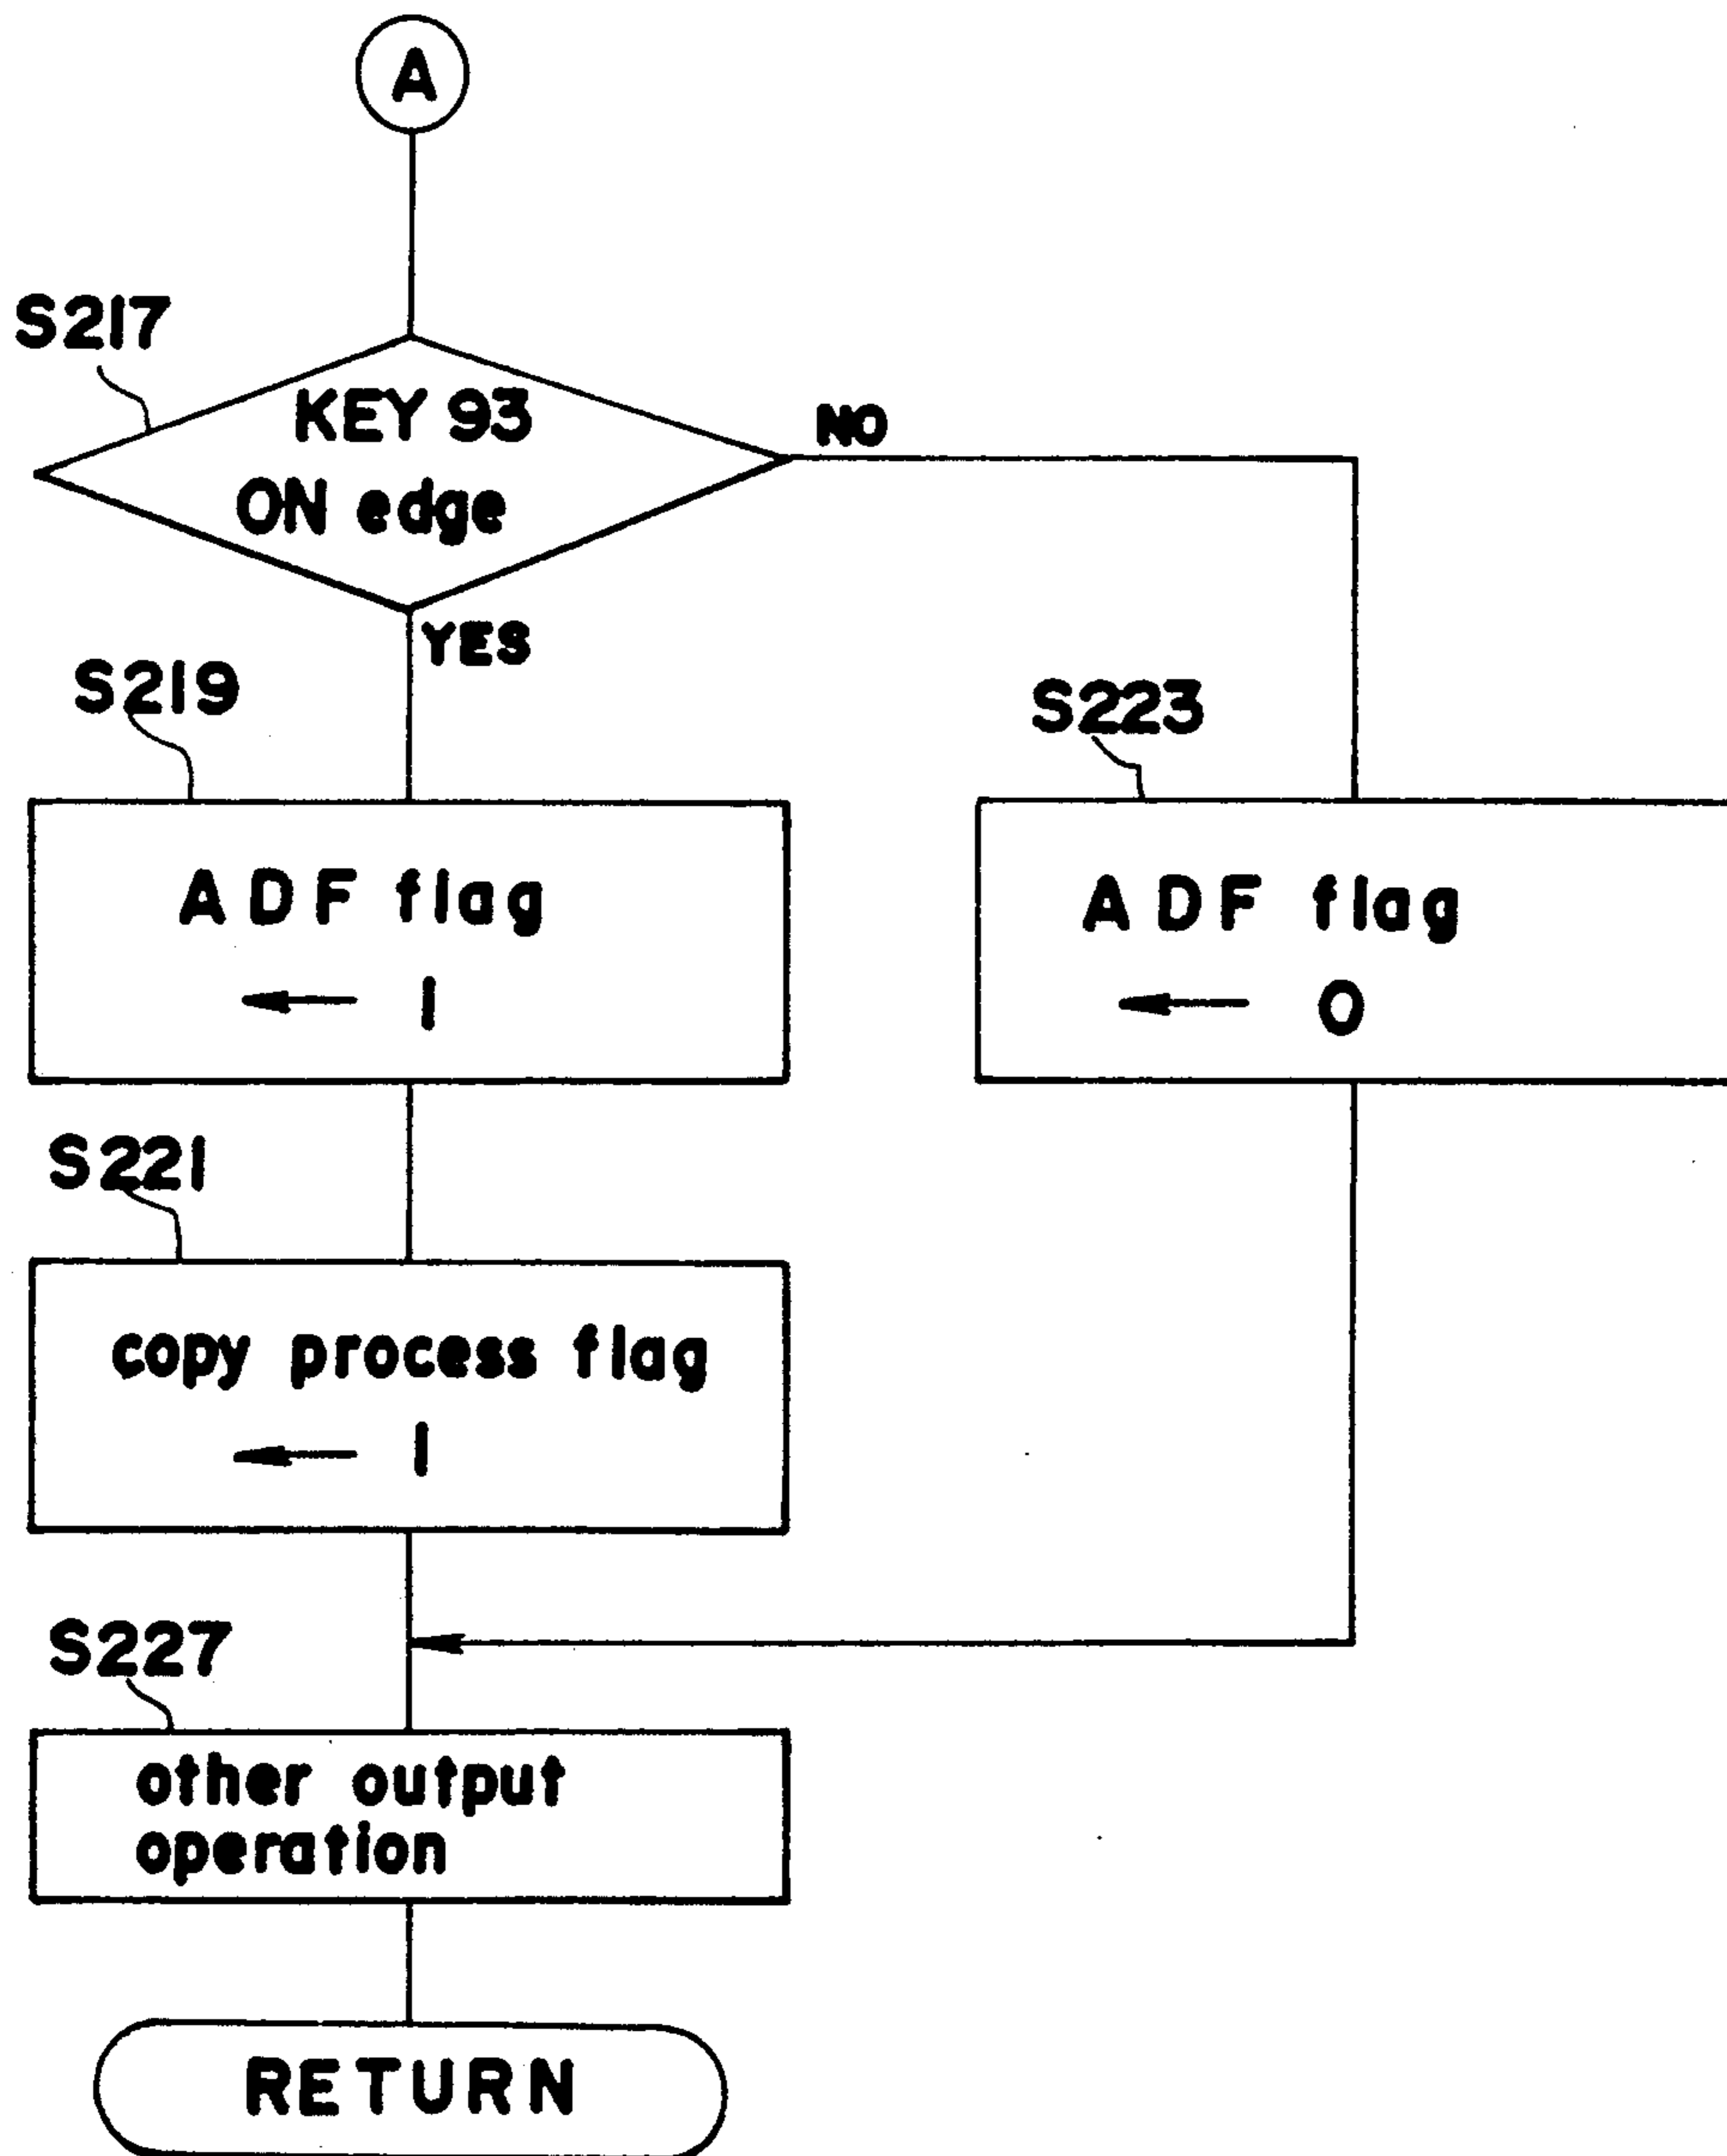 A
S217
KEY 93
ON edge
NO
YES
S219
S223
ADF flag
← 1
ADF flag
← 0
S221
copy process flag
← 1
S227
other output
operation
RETURN